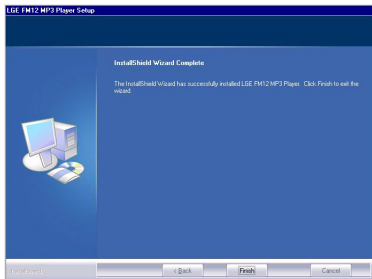 LGE FM12 MP3 Player Setup
InstallShield Wizard Complete
The InstallShield Wizard has successfully installed LGE FM12 MP3 Player. Click Finish to exit the
wizard.
InstallShield
< Back
Finish
Cancel